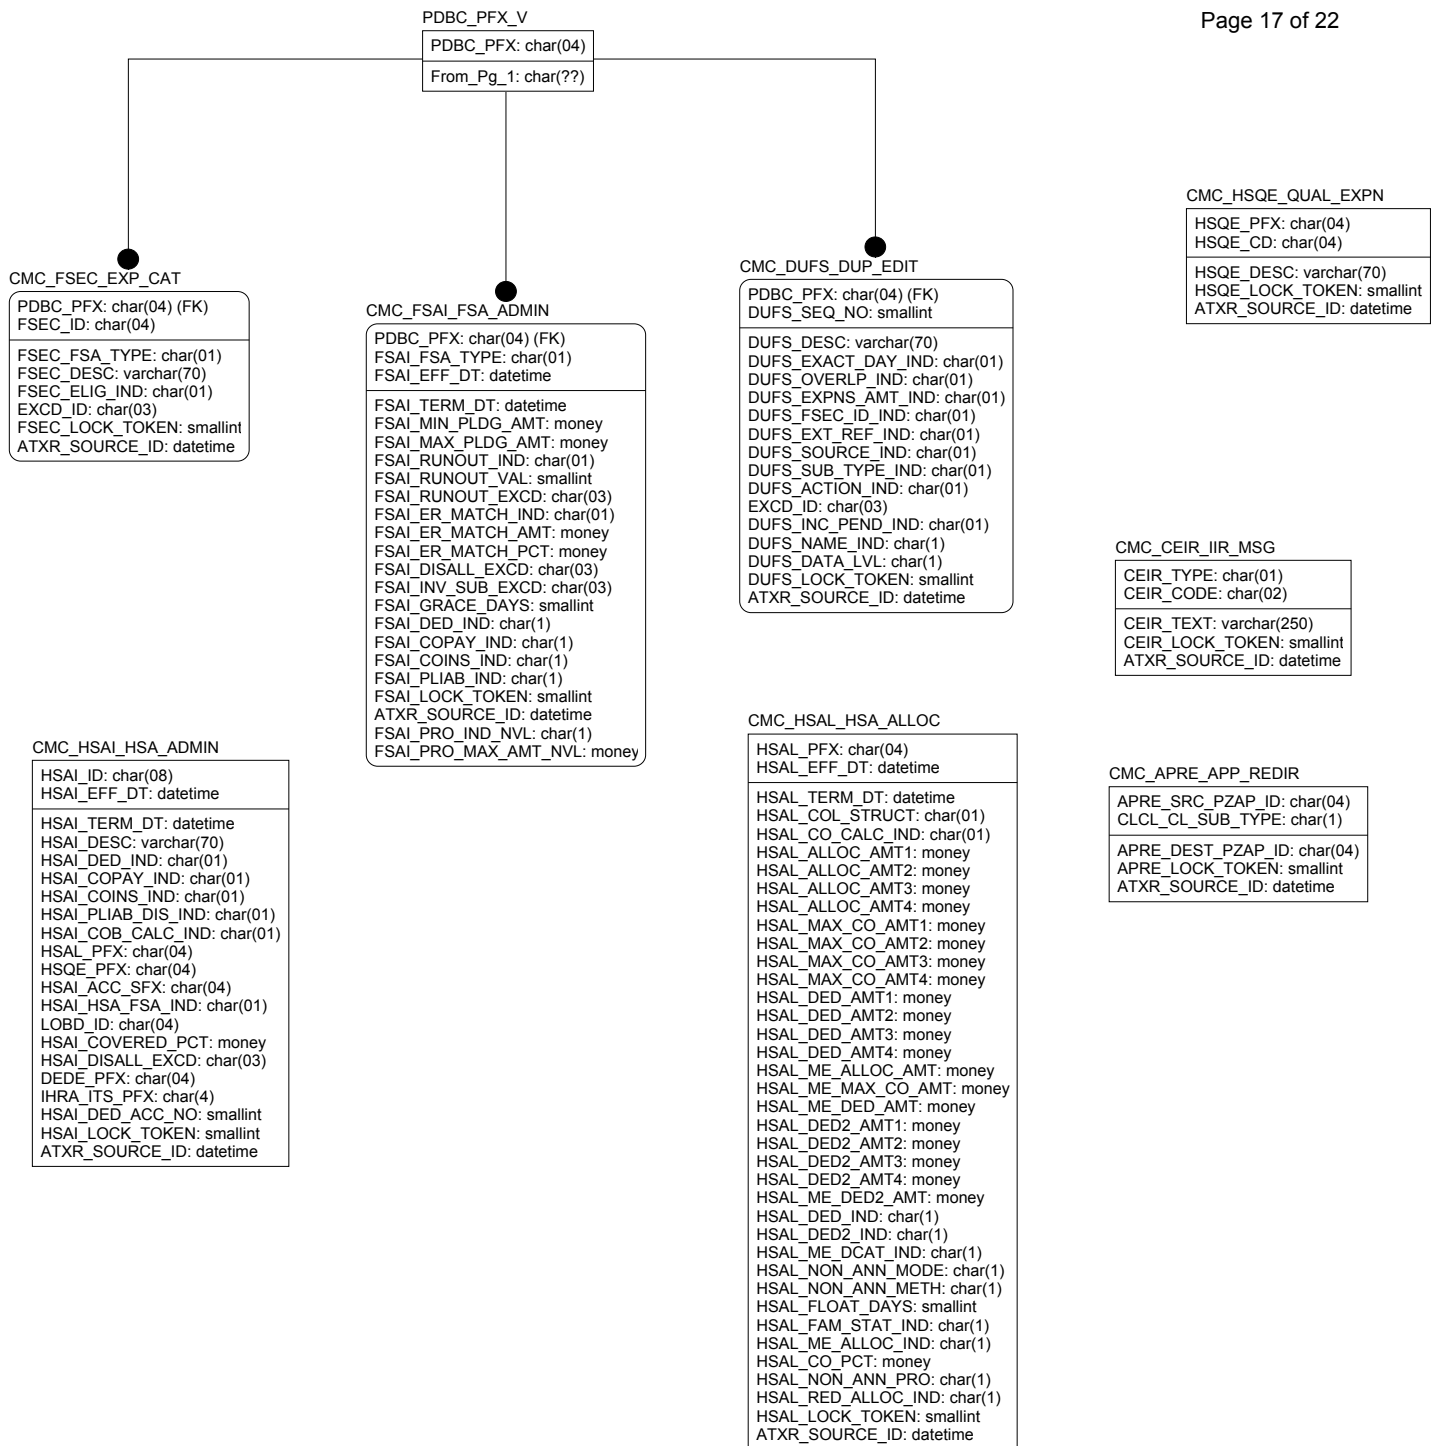 Page 17 of 22
PDBC_PFX_V
PDBC_PFX: char(04)
From_Pg_1: char(??)
CMC_FSEC_EXP_CAT
PDBC_PFX: char(04) (FK)
FSEC_ID: char(04)
FSEC_FSA_TYPE: char(01)
FSEC_DESC: varchar(70)
FSEC_ELIG_IND: char(01)
EXCD_ID: char(03)
FSEC_LOCK_TOKEN: smallint
ATXR_SOURCE_ID: datetime
CMC_FSAI_FSA_ADMIN
PDBC_PFX: char(04) (FK)
FSAI_FSA_TYPE: char(01)
FSAI_EFF_DT: datetime
FSAI_TERM_DT: datetime
FSAI_MIN_PLDG_AMT: money
FSAI_MAX_PLDG_AMT: money
FSAI_RUNOUT_IND: char(01)
FSAI_RUNOUT_VAL: smallint
FSAI_RUNOUT_EXCD: char(03)
FSAI_ER_MATCH_IND: char(01)
FSAI_ER_MATCH_AMT: money
FSAI_ER_MATCH_PCT: money
FSAI_DISALL_EXCD: char(03)
FSAI_INV_SUB_EXCD: char(03)
FSAI_GRACE_DAYS: smallint
FSAI_DED_IND: char(1)
FSAI_COPAY_IND: char(1)
FSAI_COINS_IND: char(1)
FSAI_PLIAB_IND: char(1)
FSAI_LOCK_TOKEN: smallint
ATXR_SOURCE_ID: datetime
FSAI_PRO_IND_NVL: char(1)
FSAI_PRO_MAX_AMT_NVL: money
CMC_DUFS_DUP_EDIT
PDBC_PFX: char(04) (FK)
DUFS_SEQ_NO: smallint
DUFS_DESC: varchar(70)
DUFS_EXACT_DAY_IND: char(01)
DUFS_OVERLP_IND: char(01)
DUFS_EXPNS_AMT_IND: char(01)
DUFS_FSEC_ID_IND: char(01)
DUFS_EXT_REF_IND: char(01)
DUFS_SOURCE_IND: char(01)
DUFS_SUB_TYPE_IND: char(01)
DUFS_ACTION_IND: char(01)
EXCD_ID: char(03)
DUFS_INC_PEND_IND: char(01)
DUFS_NAME_IND: char(1)
DUFS_DATA_LVL: char(1)
DUFS_LOCK_TOKEN: smallint
ATXR_SOURCE_ID: datetime
CMC_HSQE_QUAL_EXPN
HSQE_PFX: char(04)
HSQE_CD: char(04)
HSQE_DESC: varchar(70)
HSQE_LOCK_TOKEN: smallint
ATXR_SOURCE_ID: datetime
CMC_CEIR_IIR_MSG
CEIR_TYPE: char(01)
CEIR_CODE: char(02)
CEIR_TEXT: varchar(250)
CEIR_LOCK_TOKEN: smallint
ATXR_SOURCE_ID: datetime
CMC_HSAI_HSA_ADMIN
HSAI_ID: char(08)
HSAI_EFF_DT: datetime
HSAI_TERM_DT: datetime
HSAI_DESC: varchar(70)
HSAI_DED_IND: char(01)
HSAI_COPAY_IND: char(01)
HSAI_COINS_IND: char(01)
HSAI_PLIAB_DIS_IND: char(01)
HSAI_COB_CALC_IND: char(01)
HSAL_PFX: char(04)
HSQE_PFX: char(04)
HSAI_ACC_SFX: char(04)
HSAI_HSA_FSA_IND: char(01)
LOBD_ID: char(04)
HSAI_COVERED_PCT: money
HSAI_DISALL_EXCD: char(03)
DEDE_PFX: char(04)
IHRA_ITS_PFX: char(4)
HSAI_DED_ACC_NO: smallint
HSAI_LOCK_TOKEN: smallint
ATXR_SOURCE_ID: datetime
CMC_HSAL_HSA_ALLOC
HSAL_PFX: char(04)
HSAL_EFF_DT: datetime
HSAL_TERM_DT: datetime
HSAL_COL_STRUCT: char(01)
HSAL_CO_CALC_IND: char(01)
HSAL_ALLOC_AMT1: money
HSAL_ALLOC_AMT2: money
HSAL_ALLOC_AMT3: money
HSAL_ALLOC_AMT4: money
HSAL_MAX_CO_AMT1: money
HSAL_MAX_CO_AMT2: money
HSAL_MAX_CO_AMT3: money
HSAL_MAX_CO_AMT4: money
HSAL_DED_AMT1: money
HSAL_DED_AMT2: money
HSAL_DED_AMT3: money
HSAL_DED_AMT4: money
HSAL_ME_ALLOC_AMT: money
HSAL_ME_MAX_CO_AMT: money
HSAL_ME_DED_AMT: money
HSAL_DED2_AMT1: money
HSAL_DED2_AMT2: money
HSAL_DED2_AMT3: money
HSAL_DED2_AMT4: money
HSAL_ME_DED2_AMT: money
HSAL_DED_IND: char(1)
HSAL_DED2_IND: char(1)
HSAL_ME_DCAT_IND: char(1)
HSAL_NON_ANN_MODE: char(1)
HSAL_NON_ANN_METH: char(1)
HSAL_FLOAT_DAYS: smallint
HSAL_FAM_STAT_IND: char(1)
HSAL_ME_ALLOC_IND: char(1)
HSAL_CO_PCT: money
HSAL_NON_ANN_PRO: char(1)
HSAL_RED_ALLOC_IND: char(1)
HSAL_LOCK_TOKEN: smallint
ATXR_SOURCE_ID: datetime
CMC_APRE_APP_REDIR
APRE_SRC_PZAP_ID: char(04)
CLCL_CL_SUB_TYPE: char(1)
APRE_DEST_PZAP_ID: char(04)
APRE_LOCK_TOKEN: smallint
ATXR_SOURCE_ID: datetime